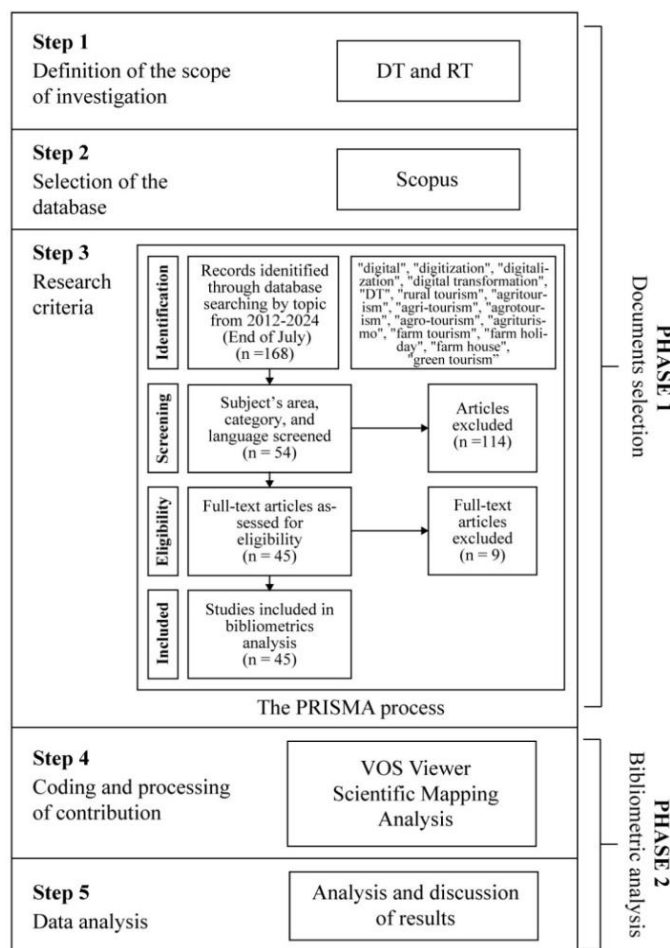 Step 1
Definition of the scope
of investigation
DT and RT
Step 2
Selection of the
database
Scopus
Step 3
Research
criteria
Identification
Records idenitified
through database
searching by topic
from 2012-2024
(End of July)
(n =168)
"digital", "digitization", "digitali-
zation", "digital transformation",
"DT", "rural tourism", "agritour-
ism", "agri-tourism", "agrotour-
ism", "agro-tourism", "agrituris-
mo", "farm tourism", "farm holi-
day", "farm house",
"green tourism"
Screening
Subject's area,
category, and
language screened
(n = 54)
Articles
excluded
(n =114)
Eligibility
Full-text articles as-
sessed for
eligibility
(n = 45)
Full-text
articles
excluded
(n = 9)
Included
Studies included in
bibliometrics
analysis
(n = 45)
The PRISMA process
PHASE 1
Documents selection
Step 4
Coding and processing
of contribution
VOS Viewer
Scientific Mapping
Analysis
Step 5
Data analysis
Analysis and discussion
of results
PHASE 2
Bibliometric analysis